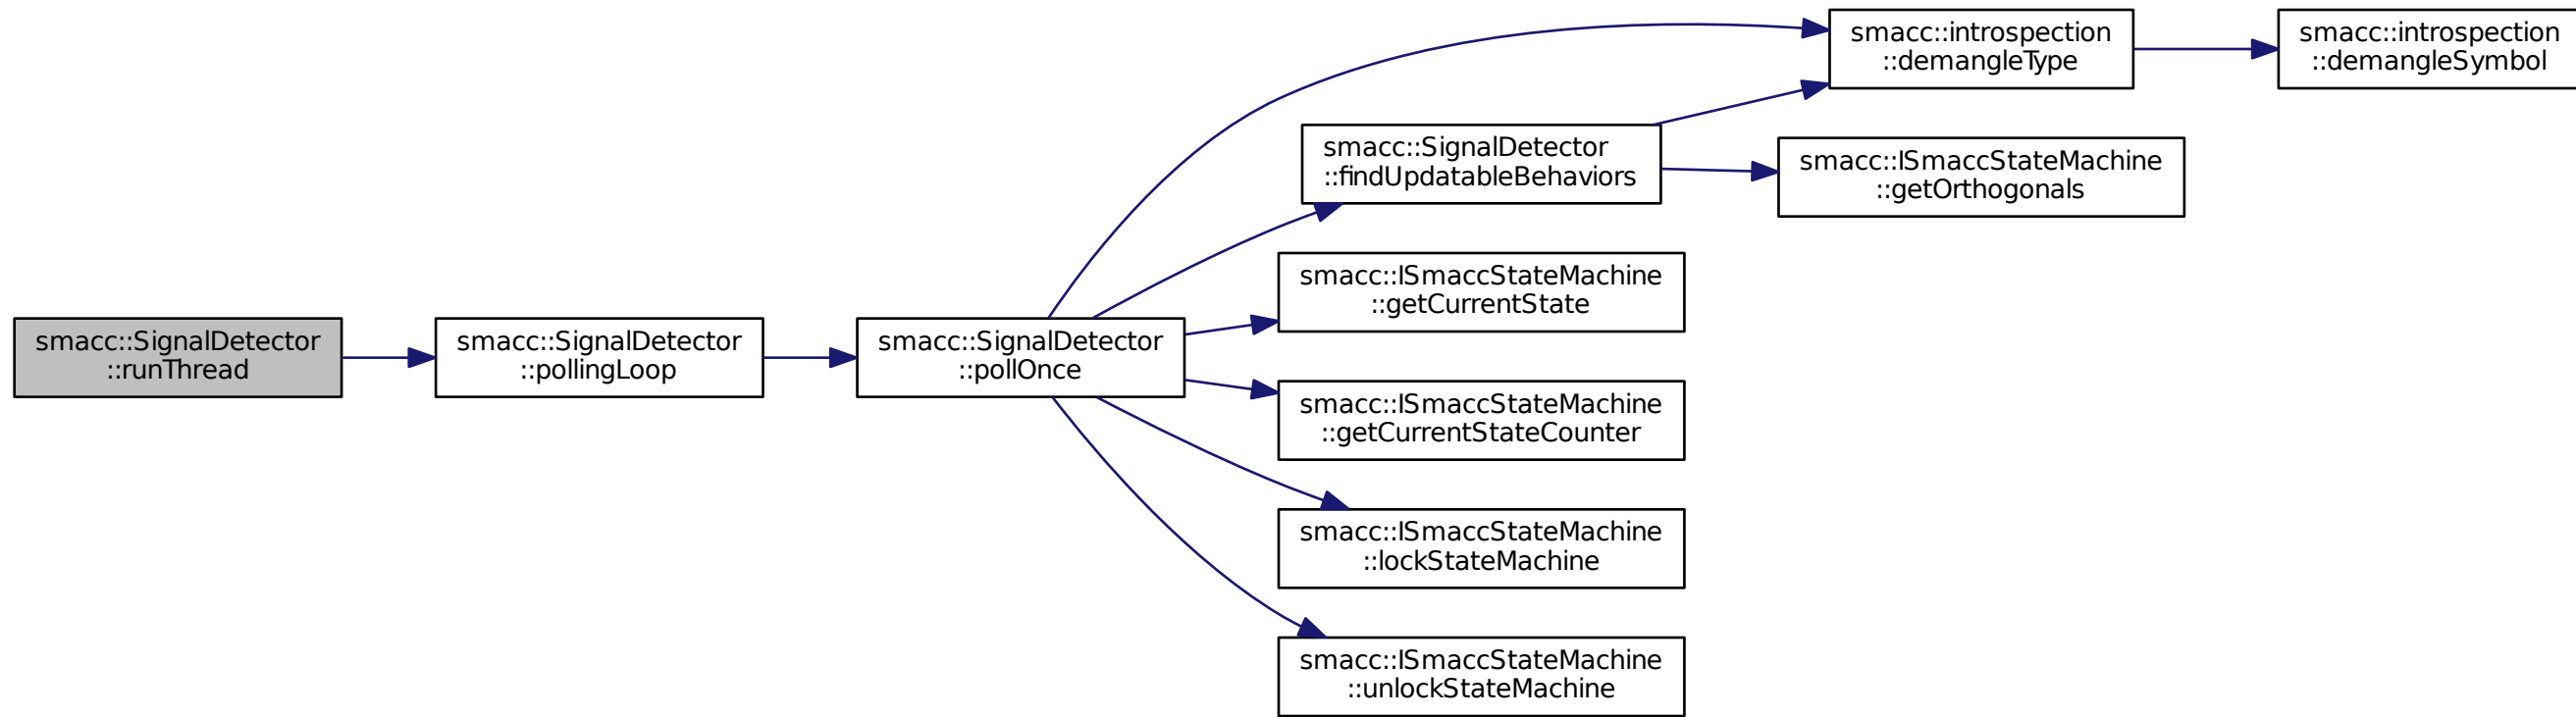 smacc::SignalDetector
::runThread
smacc::SignalDetector
::pollingLoop
smacc::SignalDetector
::pollOnce
smacc::introspection
::demangleType
smacc::introspection
::demangleSymbol
smacc::SignalDetector
::findUpdatableBehaviors
smacc::ISmaccStateMachine
::getOrthogonals
smacc::ISmaccStateMachine
::getCurrentState
smacc::ISmaccStateMachine
::getCurrentStateCounter
smacc::ISmaccStateMachine
::lockStateMachine
smacc::ISmaccStateMachine
::unlockStateMachine